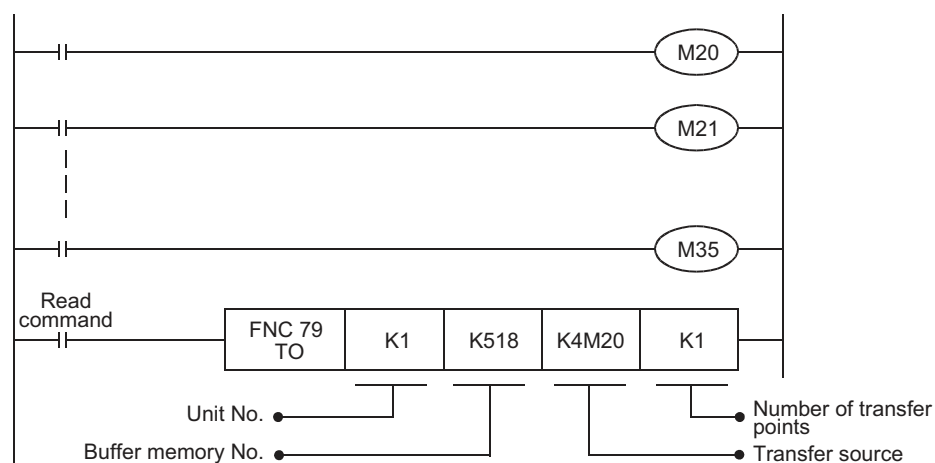 M20
M21
M35
Read
command
FNC 79
TO
K1
K518
K4M20
K1
Unit No.
Number of transfer
points
Buffer memory No.
Transfer source